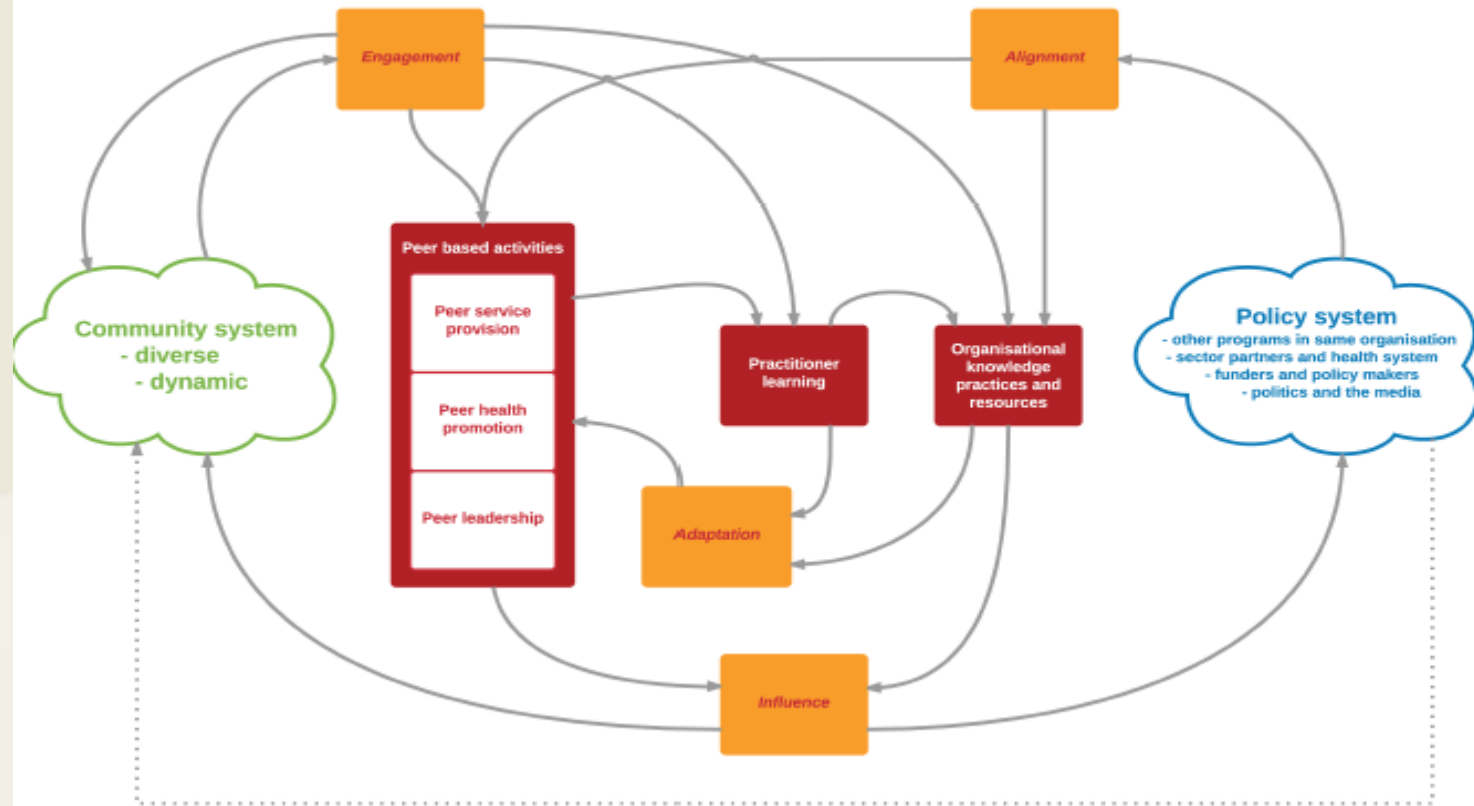 Engagement
Alignment
Peer based activities
Peer service
provision
Peer health
promotion
Peer leadership
Community system
- diverse
- dynamic
Practitioner
learning
Organisational
knowledge
practices and
resources
Policy system
- other programs in same organisation
- sector partners and health system
- funders and policy makers
- politics and the media
Adaptation
Influence